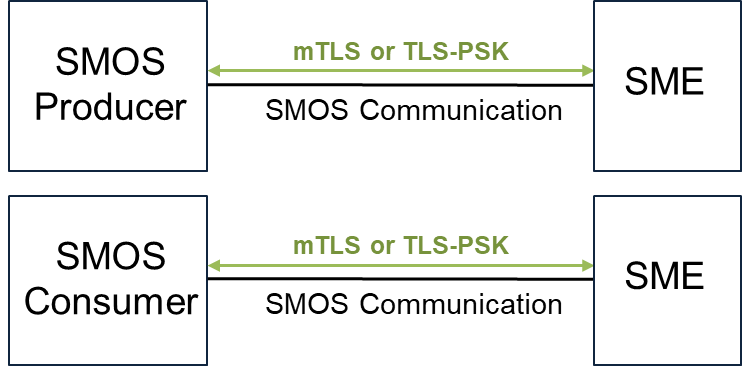 SMOS
Producer
mTLS or TLS-PSK
SMOS Communication
SME
SMOS
Consumer
mTLS or TLS-PSK
SMOS Communication
SME